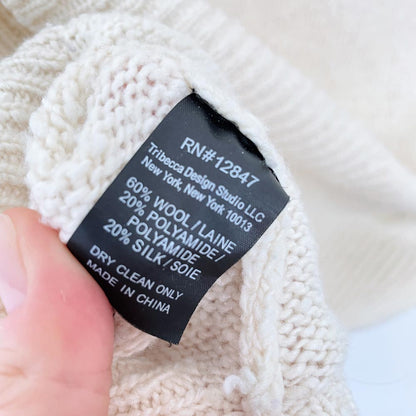 RN#12847
Tribecca Design Studio LLC
New York, New York 10013
60% WOOL/LAINE
20% POLYAMIDE/
POLYAMIDE
20% SILK/SOIE
DRY CLEAN ONLY
MADE IN CHINA